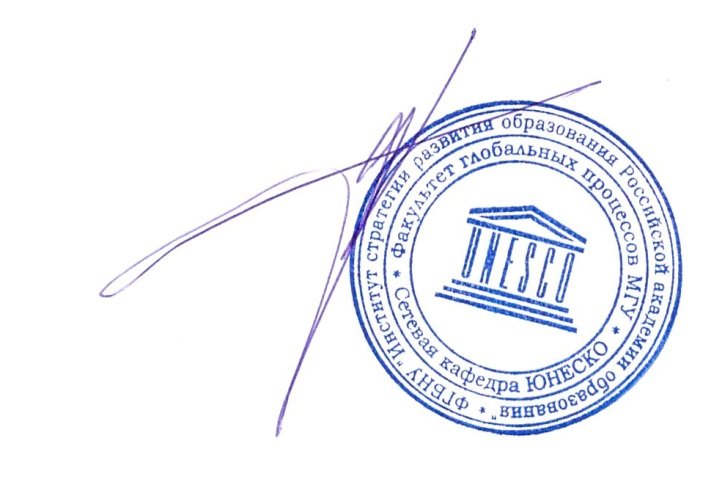 ФГБНУ "Институт стратегии развития образования Российской академии образования" *
Факультет глобальных процессов МГУ *
Сетевая кафедра ЮНЕСКО *
UNESCO